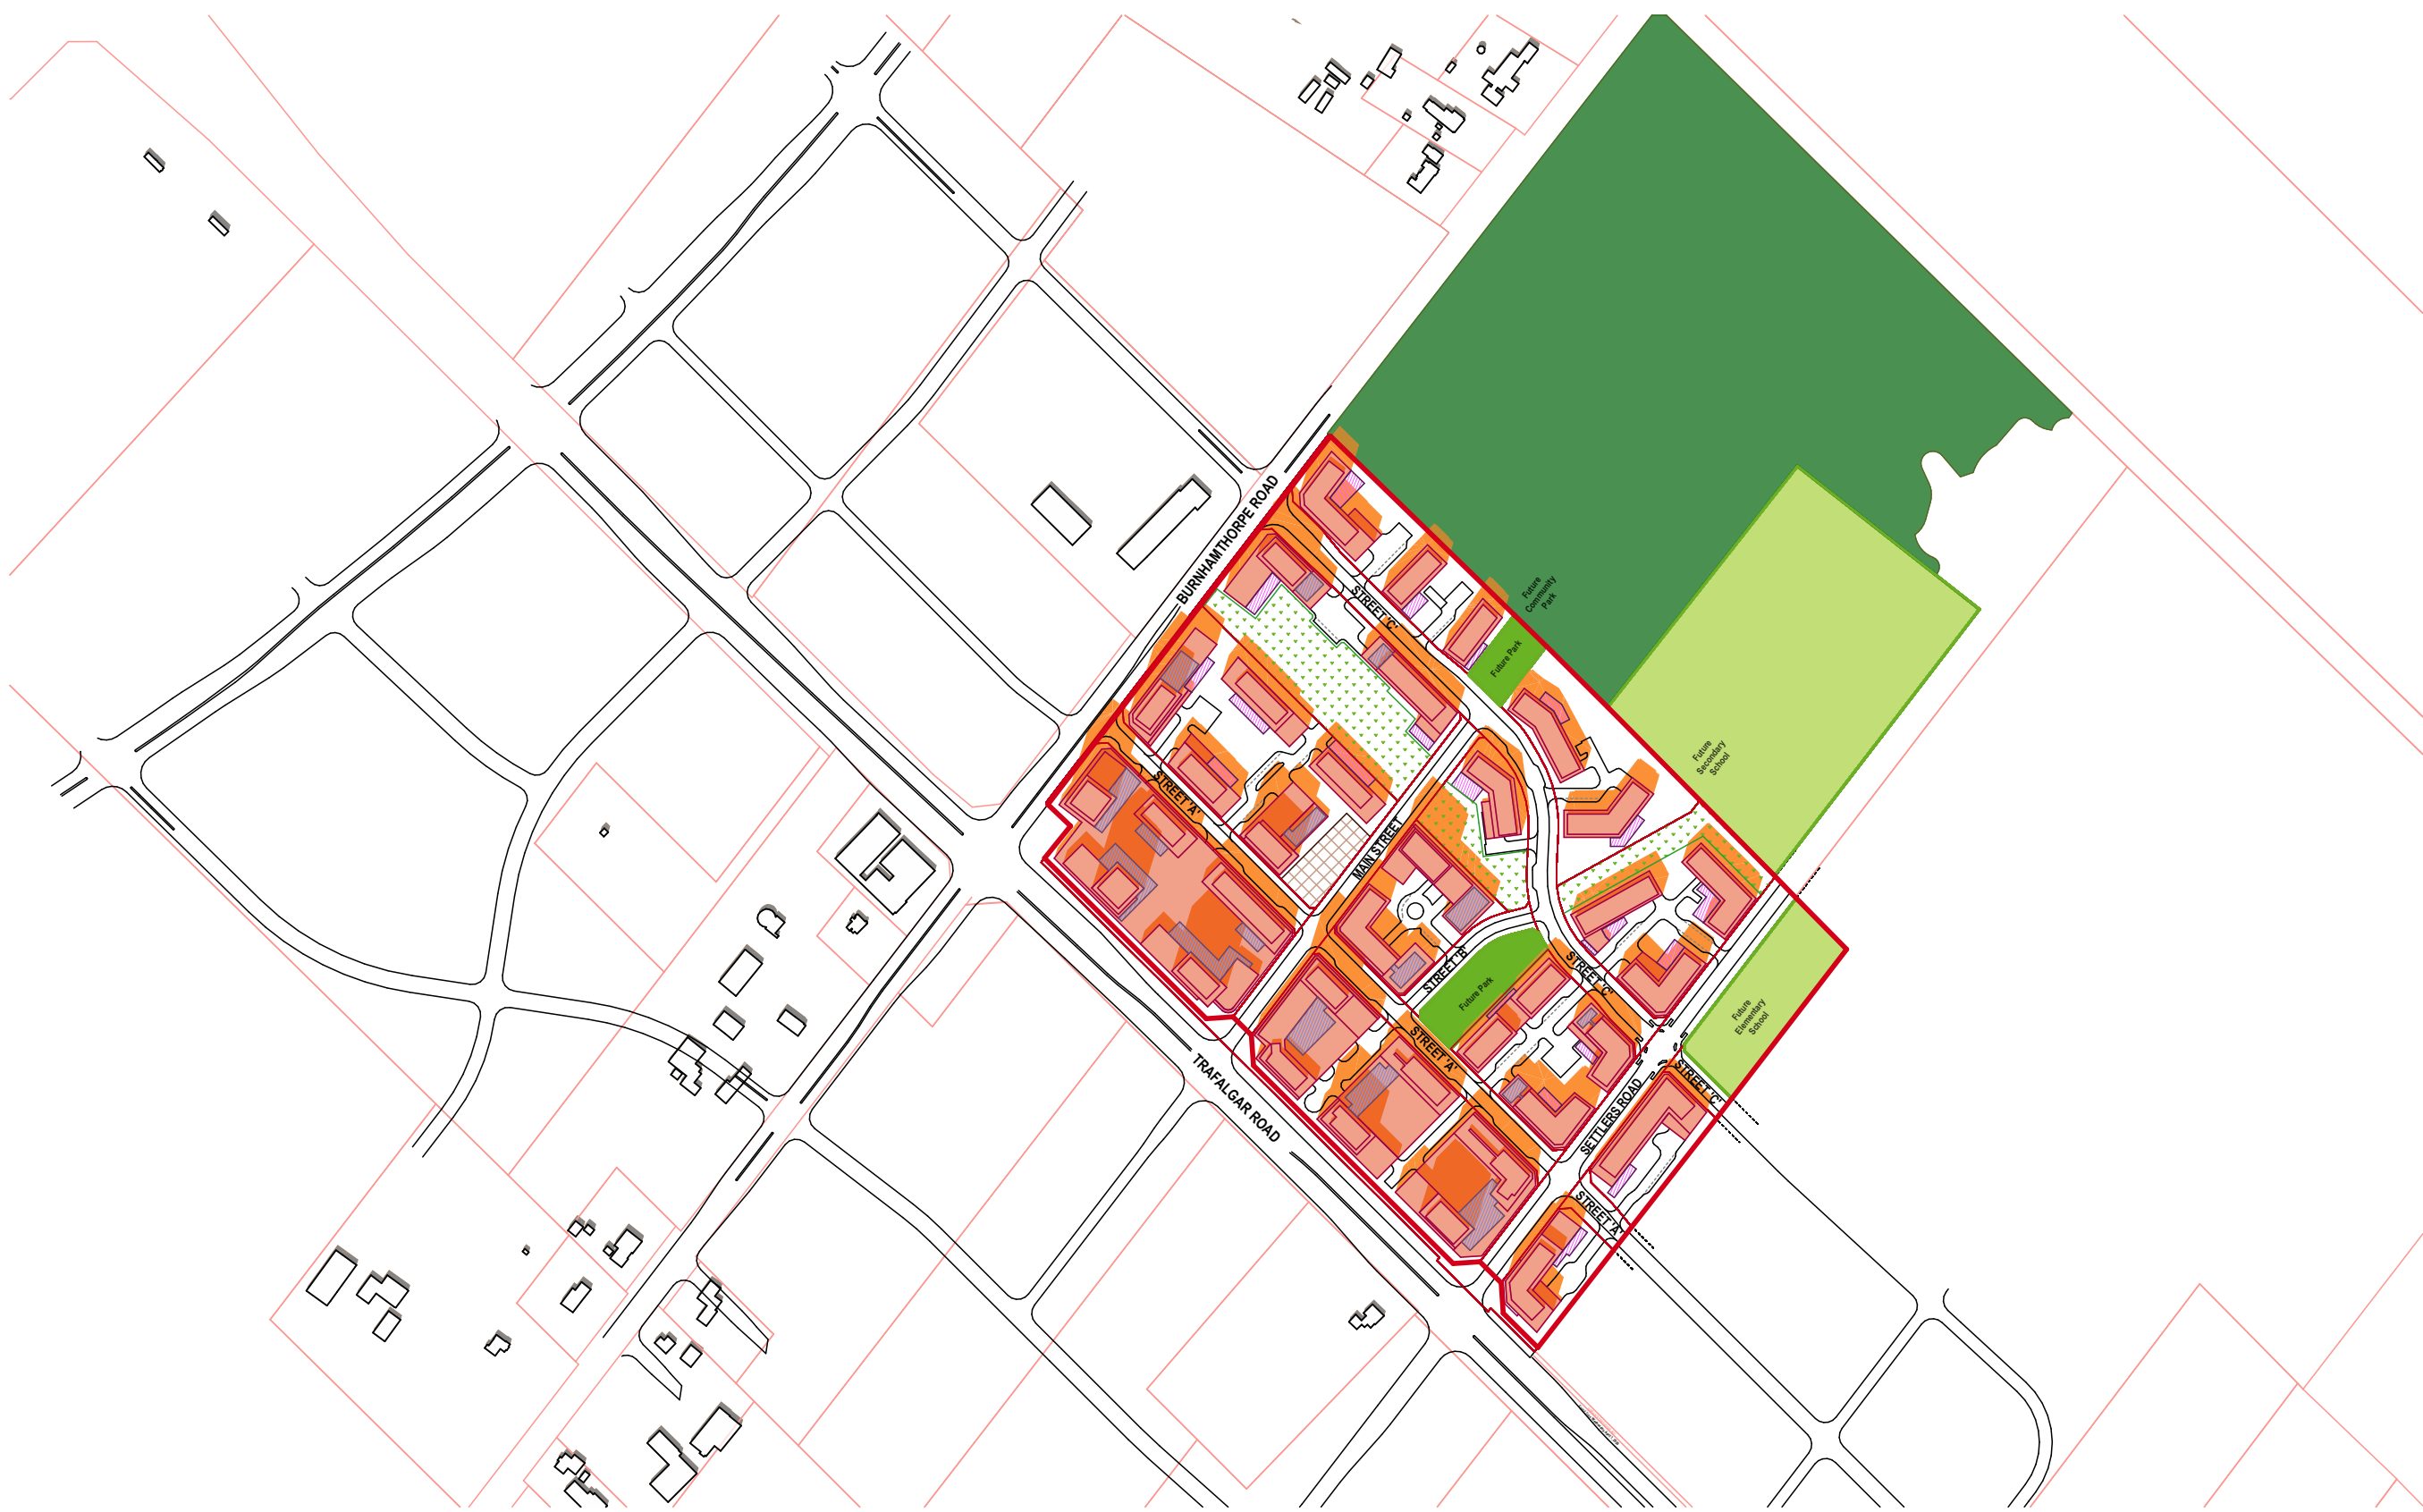 BURNHAMTHORPE ROAD
Future
Community
Park
STREET 'C'
Future Park
Future
Secondary
School
STREET 'A'
MAIN STREET
STREET 'B'
STREET 'C'
Future Park
Future
Elementary
School
STREET 'A'
STREET 'C'
TRAFALGAR ROAD
SETTLERS ROAD
STREET 'A'